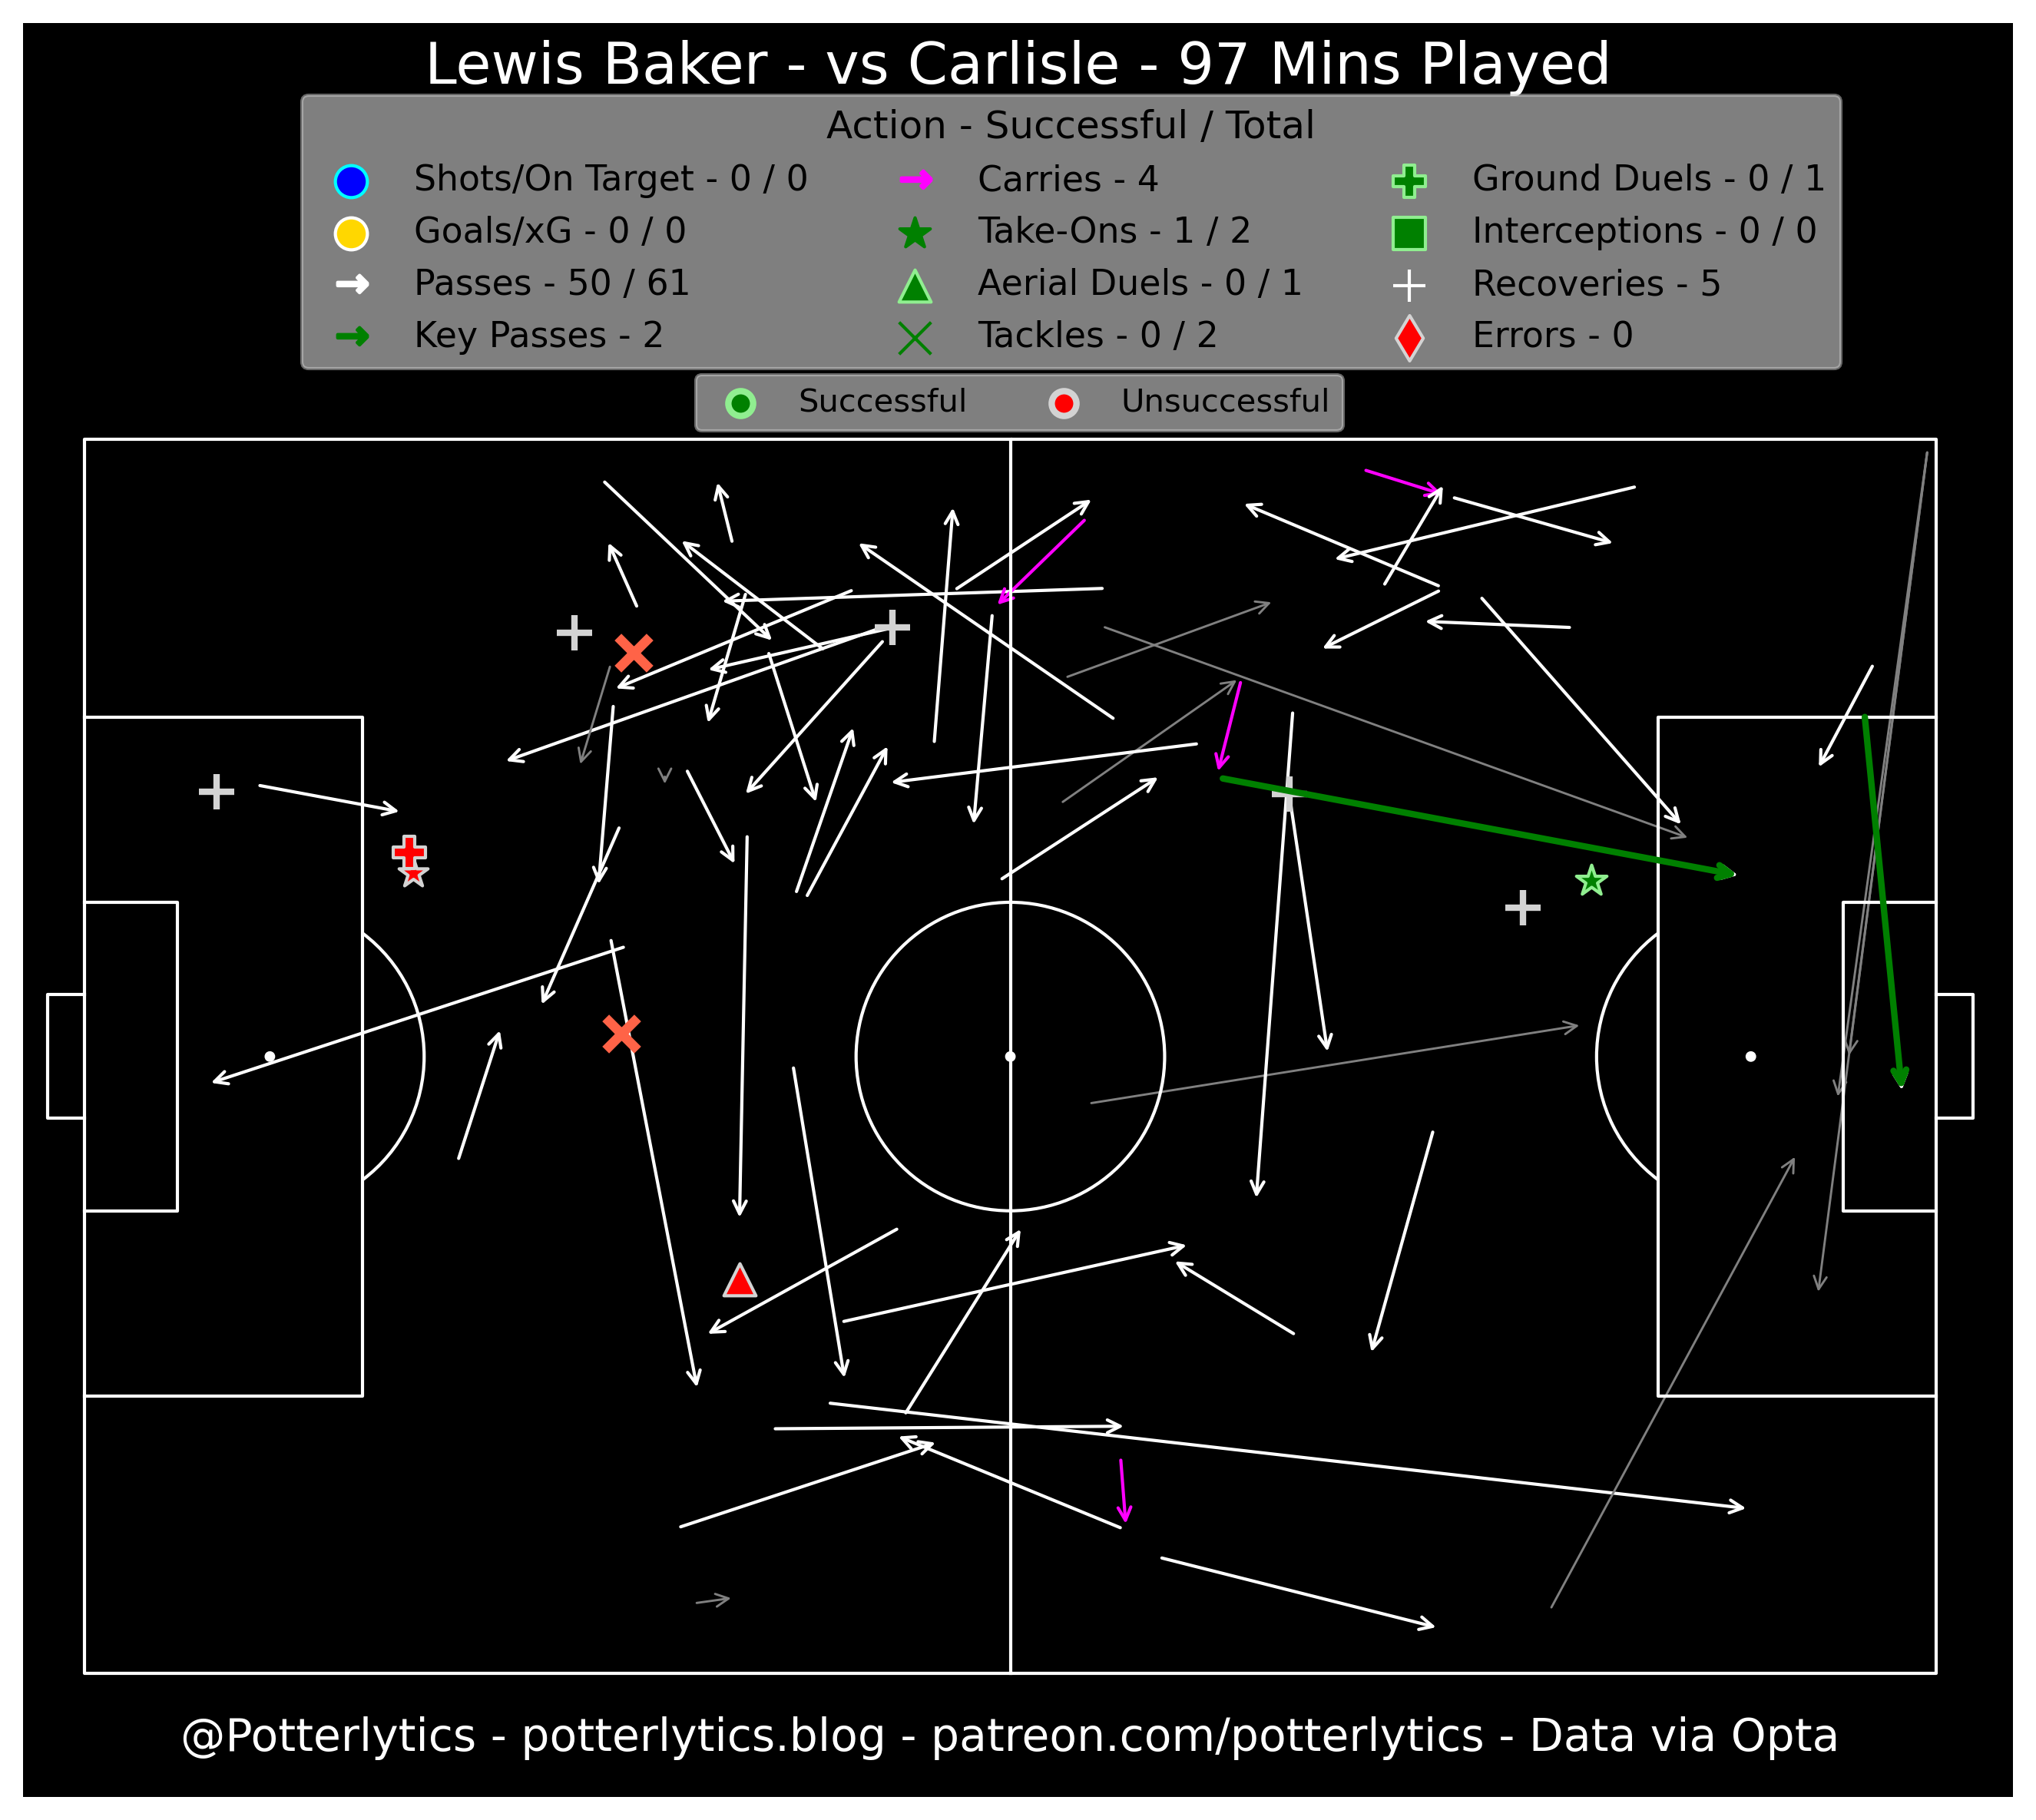 Lewis Baker - vs Carlisle - 97 Mins Played
Action - Successful / Total
Shots/On Target - 0 / 0
Goals/xG - 0 / 0
Passes - 50 / 61
Key Passes - 2
Carries - 4
Take-Ons - 1 / 2
Aerial Duels - 0 / 1
Tackles - 0 / 2
Ground Duels - 0 / 1
Interceptions - 0 / 0
Recoveries - 5
Errors - 0
Successful
Unsuccessful
@Potterlytics - potterlytics.blog - patreon.com/potterlytics - Data via Opta